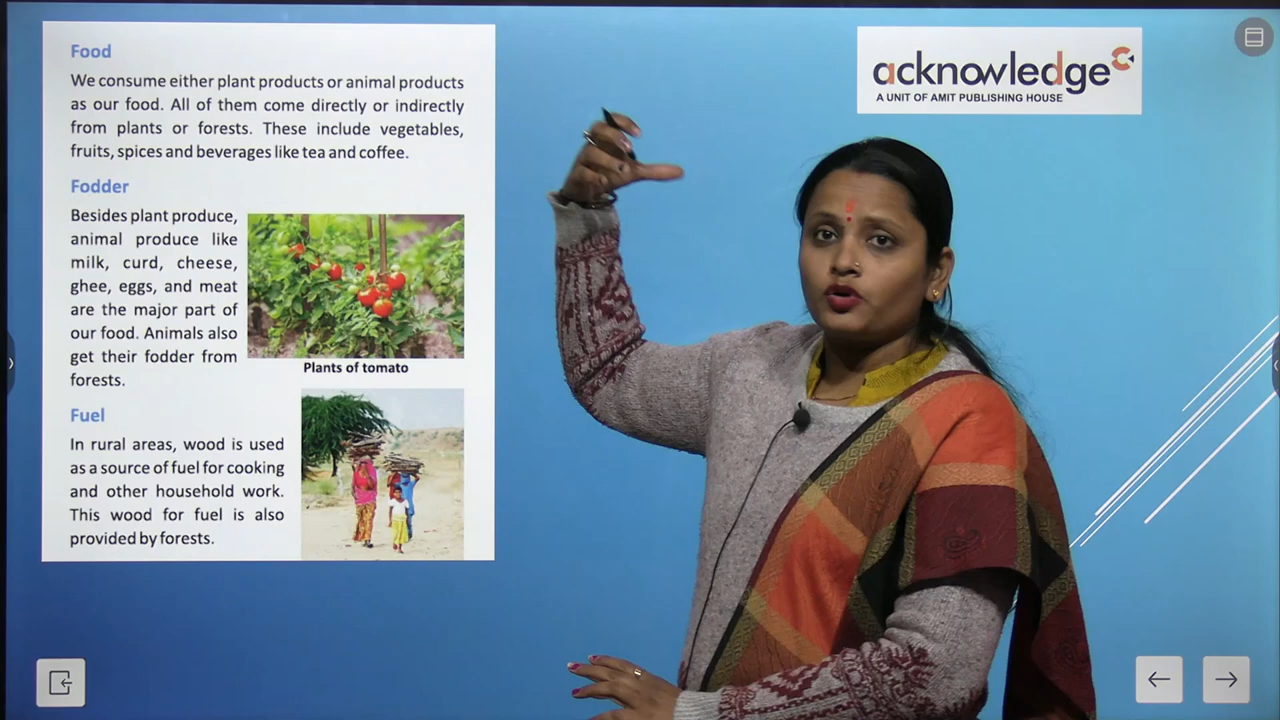 Food
We consume either plant products or animal products
as our food. All of them come directly or indirectly
from plants or forests. These include vegetables,
fruits, spices and beverages like tea and coffee.
Fodder
Besides plant produce,
animal produce like
milk, curd, cheese,
ghee, eggs, and meat
are the major part of
our food. Animals also
get their fodder from
forests.
Plants of tomato
Fuel
In rural areas, wood is used
as a source of fuel for cooking
and other household work.
This wood for fuel is also
provided by forests.
acknowledge
A UNIT OF AMIT PUBLISHING HOUSE